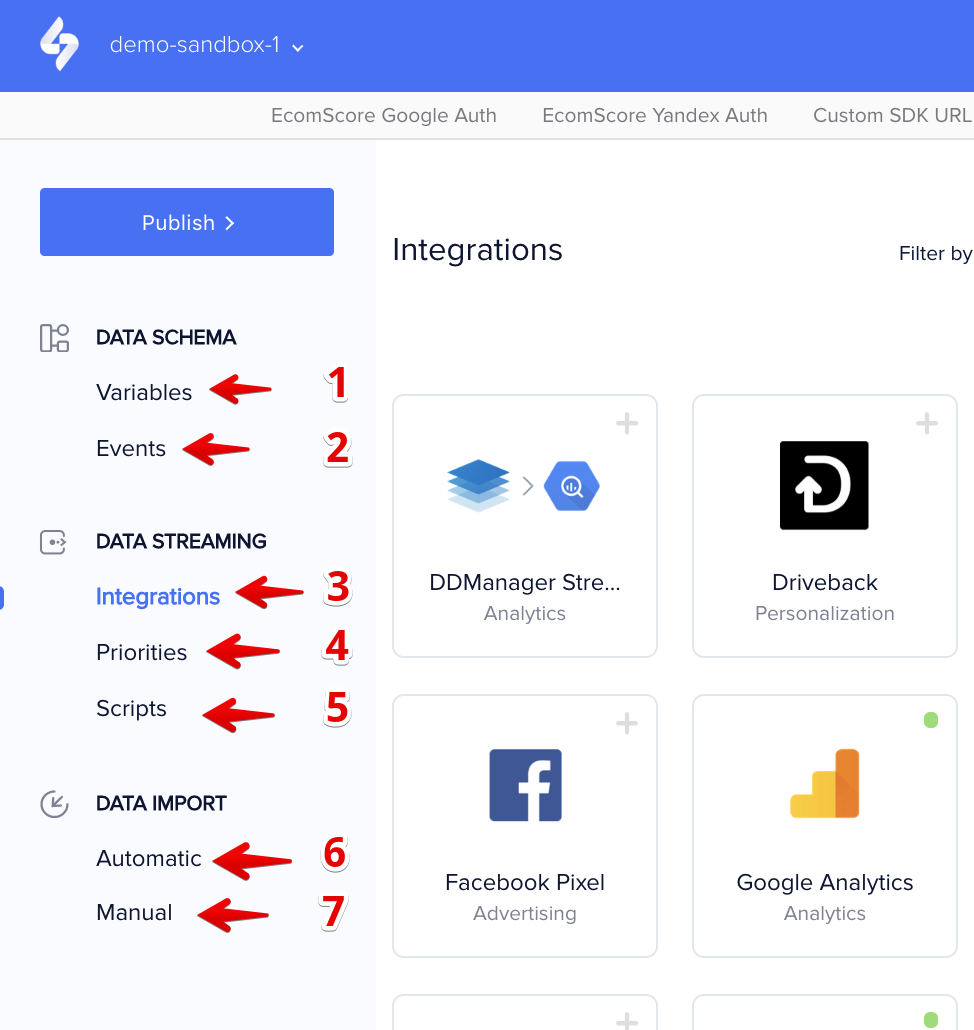 demo-sandbox-1
EcomScore Google Auth EcomScore Yandex Auth Custom SDK URL
Publish
DATA SCHEMA
Variables 1
Events 2
DATA STREAMING
Integrations 3
Priorities 4
Scripts 5
DATA IMPORT
Automatic 6
Manual 7
Integrations Filter by
DDManager Stre...
Analytics
Driveback
Personalization
Facebook Pixel
Advertising
Google Analytics
Analytics